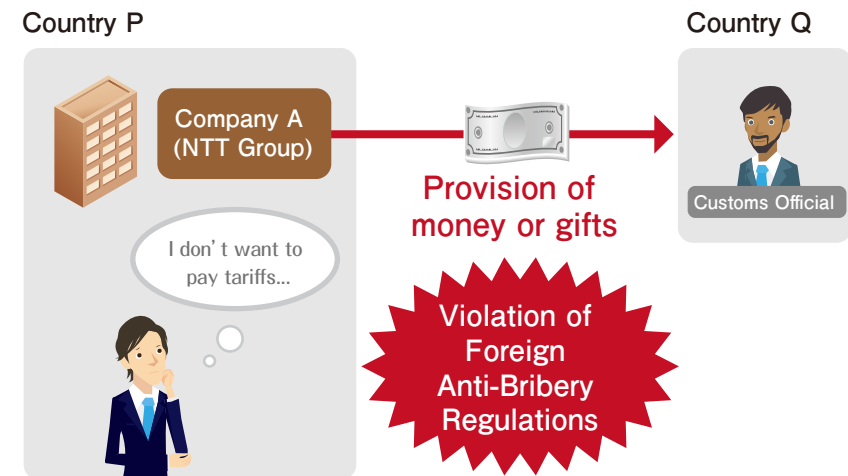 Country P
Country Q
Company A
(NTT Group)
Provision of
money or gifts
Customs Official
I don't want to
pay tariffs...
Violation of
Foreign
Anti-Bribery
Regulations